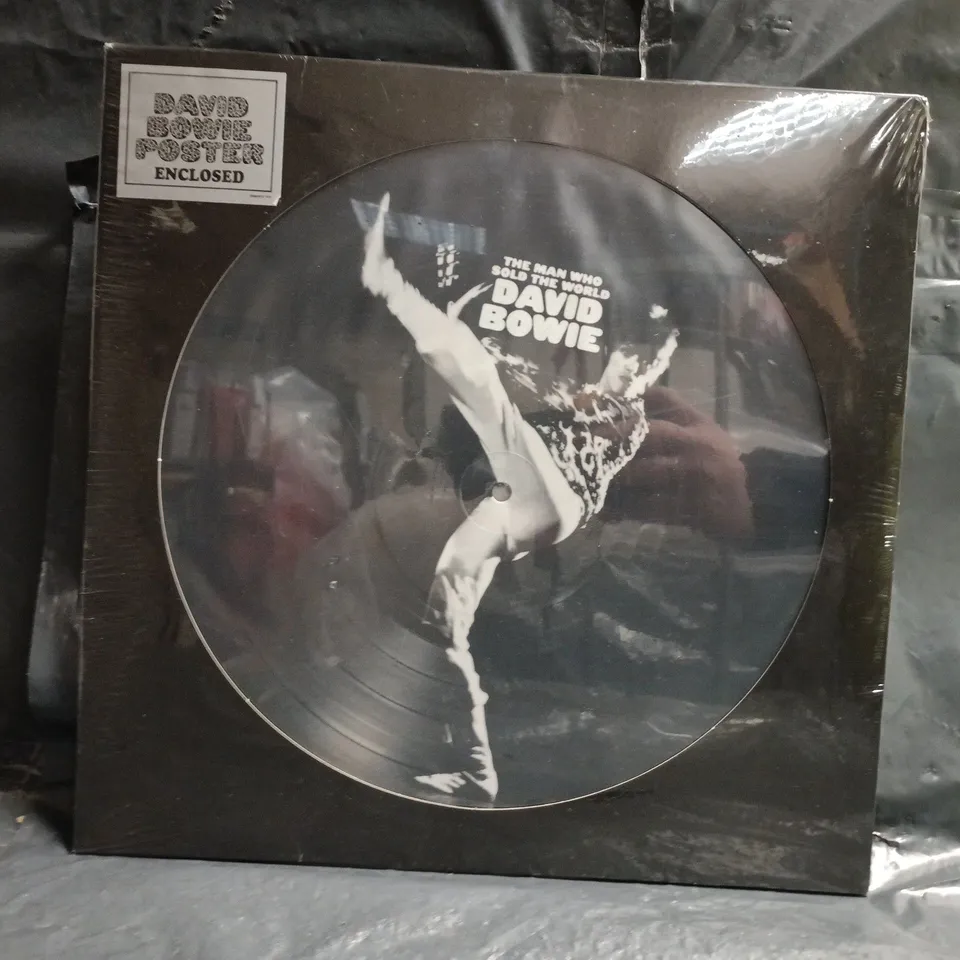 DAVID
BOWIE
POSTER
ENCLOSED
THE MAN WHO
SOLD THE WORLD
DAVID
BOWIE